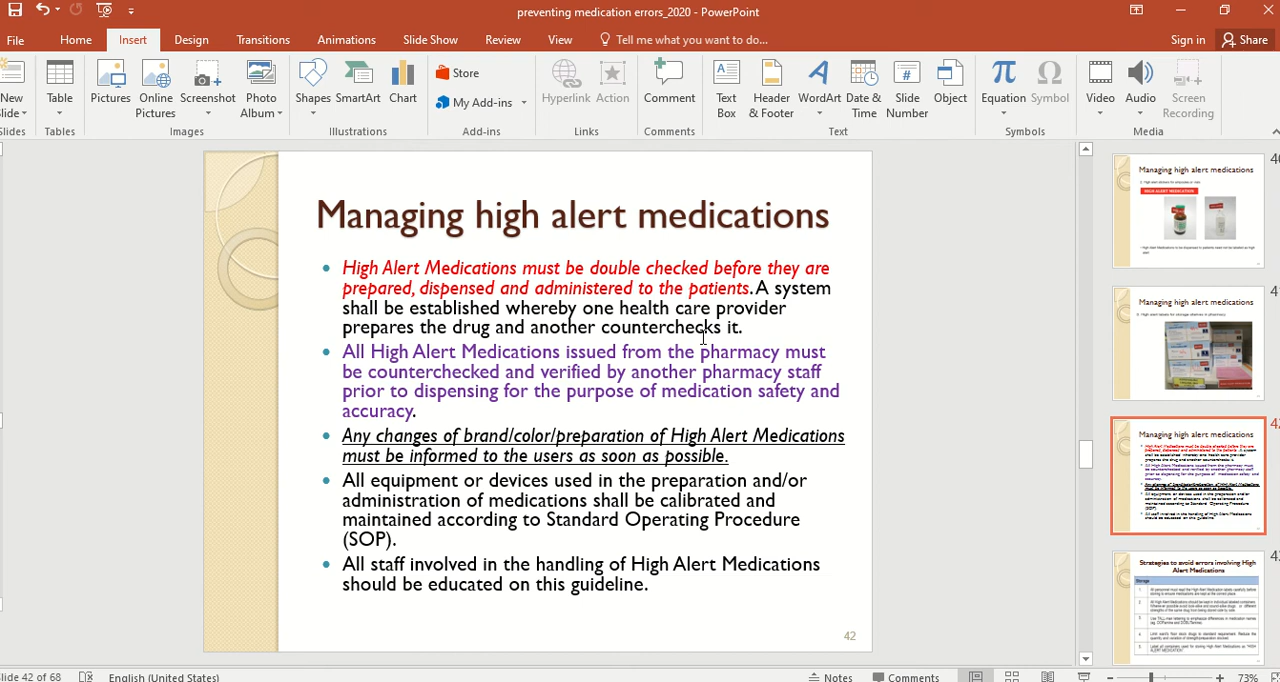 preventing medication errors_2020 - PowerPoint
File Home Insert Design Transitions Animations Slide Show Review View Tell me what you want to do... Sign in Share
New Slide Table Pictures Online Pictures Screenshot Photo Album Shapes SmartArt Chart Store My Add-ins Hyperlink Action Comment Text Box Header & Footer WordArt Date & Time Slide Number Object Equation Symbol Video Audio Screen Recording
Slides Tables Images Illustrations Add-ins Links Comments Text Symbols Media
Managing high alert medications
High Alert Medications must be double checked before they are
prepared, dispensed and administered to the patients. A system
shall be established whereby one health care provider
prepares the drug and another counterchecks it.
All High Alert Medications issued from the pharmacy must
be counterchecked and verified by another pharmacy staff
prior to dispensing for the purpose of medication safety and
accuracy.
Any changes of brand/color/preparation of High Alert Medications
must be informed to the users as soon as possible.
All equipment or devices used in the preparation and/or
administration of medications shall be calibrated and
maintained according to Standard Operating Procedure
(SOP).
All staff involved in the handling of High Alert Medications
should be educated on this guideline.
42
Managing high alert medications
HIGH ALERT MEDICATION
Managing high alert medications
Managing high alert medications
Strategies to avoid errors involving High
Alert Medications
Storage
Slide 42 of 68 English (United States) Notes Comments 73%